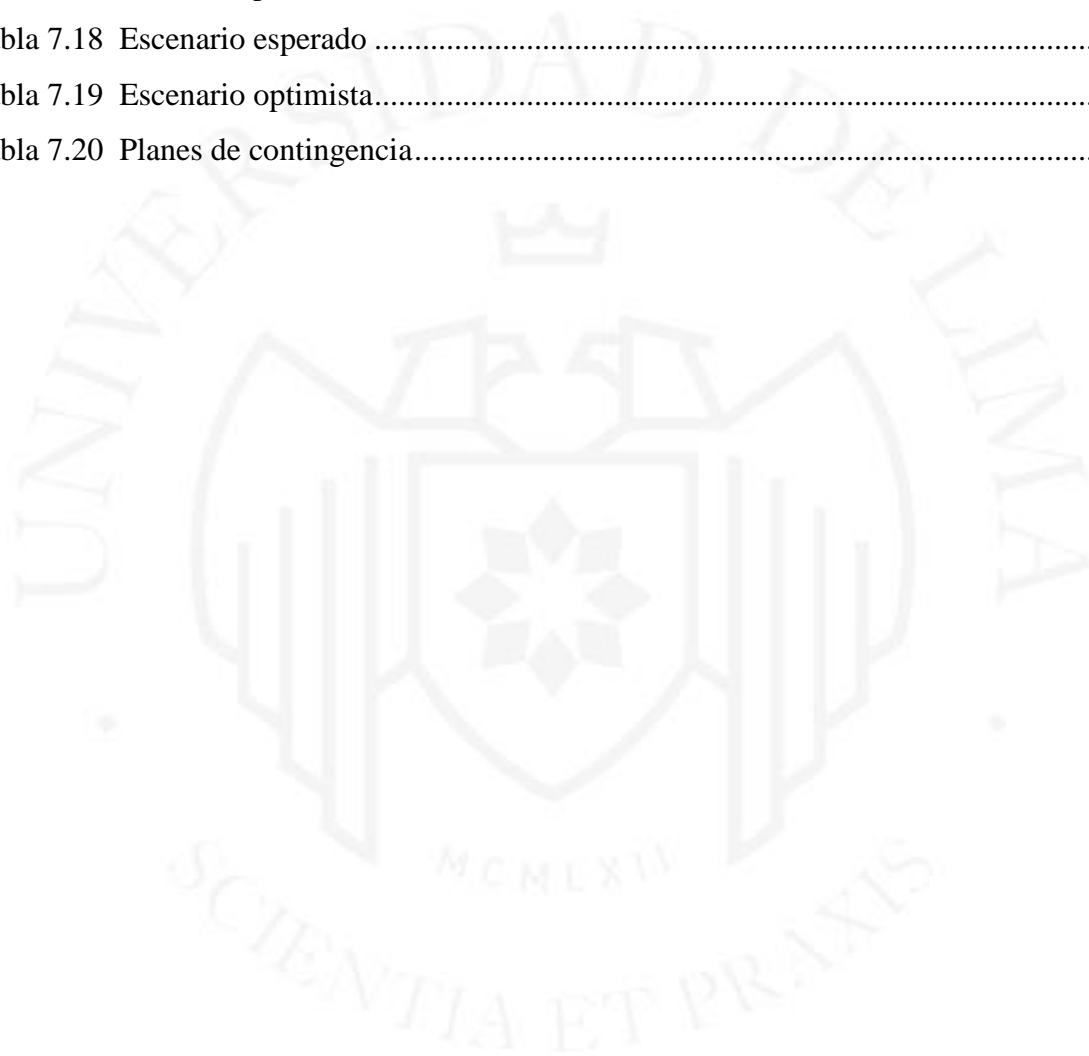 bla 7.18 Escenario esperado ..........................................................................................
bla 7.19 Escenario optimista..........................................................................................
bla 7.20 Planes de contingencia.....................................................................................
UNIVERSIDAD DE LIMA
MCMLXII
SCIENTIA ET PRAXIS